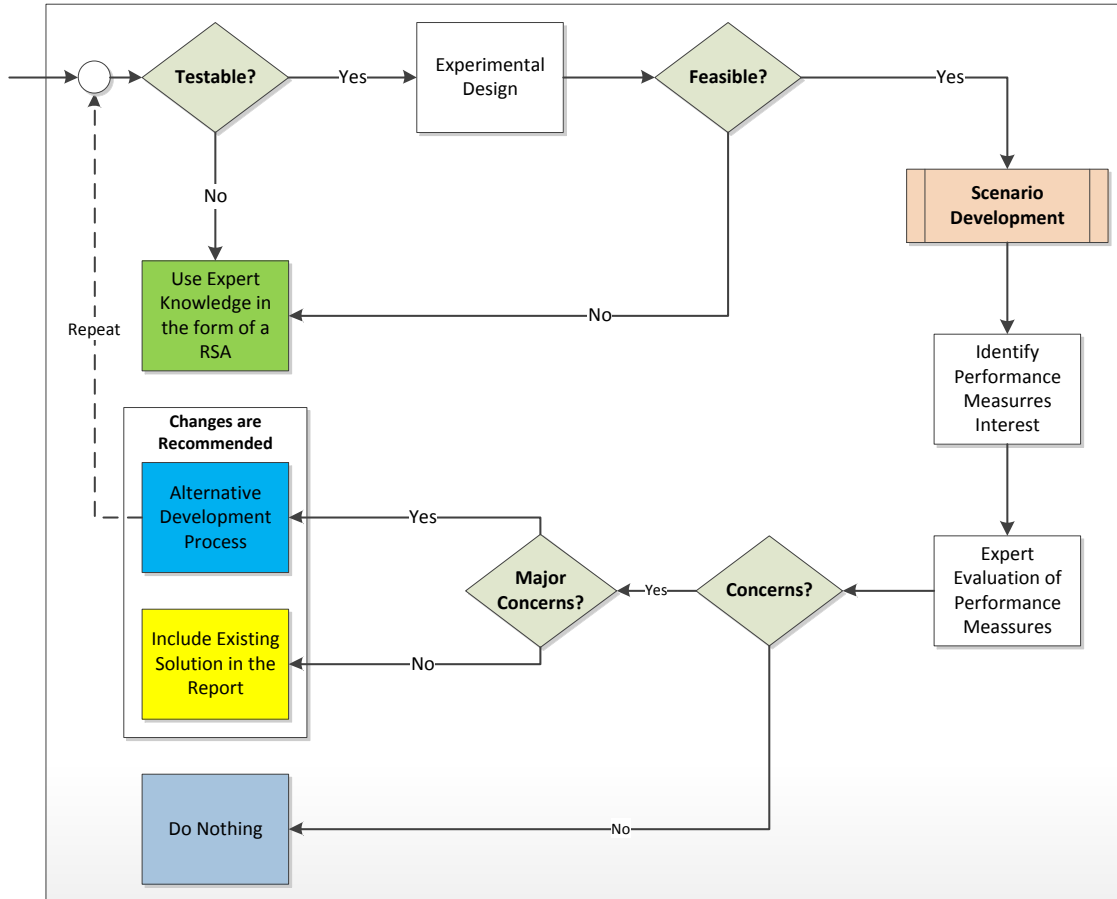 Testable?
Yes
Experimental
Design
Feasible?
Yes
Scenario
Development
No
Use Expert
Knowledge in
the form of a
RSA
No
Repeat
Identify
Performance
Measurres
Interest
Changes are
Recommended
Alternative
Development
Process
Yes
Major
Concerns?
Yes
Concerns?
Expert
Evaluation of
Performance
Meassures
Include Existing
Solution in the
Report
No
Do Nothing
No